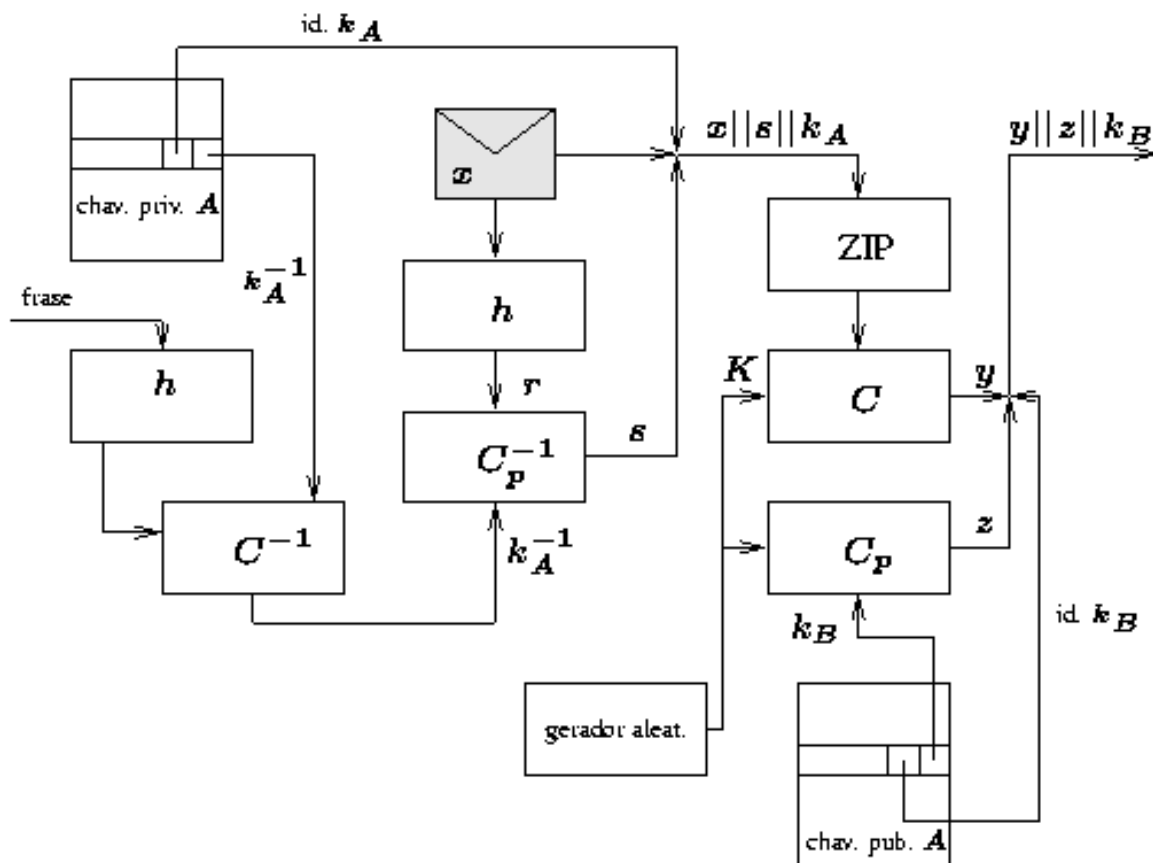 id. k_A
x||s||k_A
y||z||k_B
x
chav. priv. A
ZIP
k_A^{-1}
frase
h
h
K
C
y
r
C_p^{-1}
s
C^{-1}
k_A^{-1}
C_p
z
k_B
id. k_B
gerador aleat.
chav. pub. A